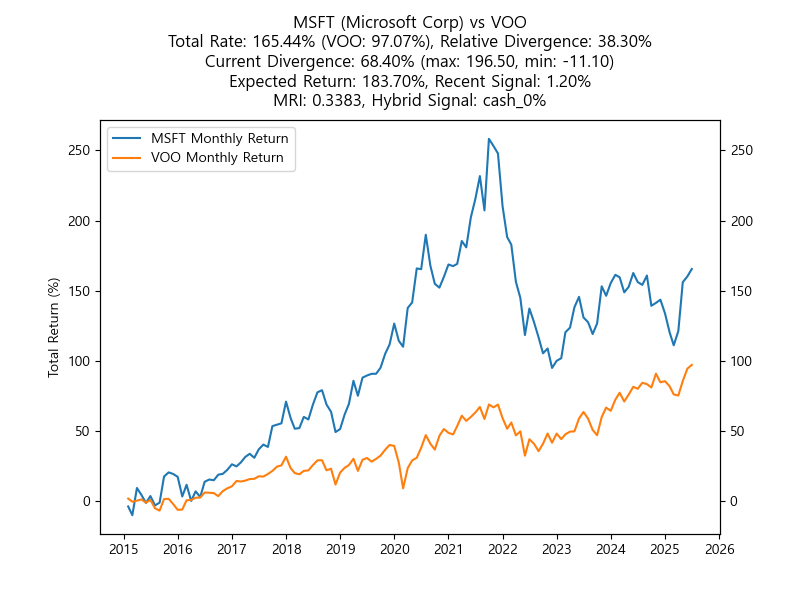 MSFT (Microsoft Corp) vs VOO
Total Rate: 165.44% (VOO: 97.07%), Relative Divergence: 38.30%
Current Divergence: 68.40% (max: 196.50, min: -11.10)
Expected Return: 183.70%, Recent Signal: 1.20%
MRI: 0.3383, Hybrid Signal: cash_0%
MSFT Monthly Return
VOO Monthly Return
Total Return (%)
250
200
150
100
50
0
250
200
150
100
50
0
2015 2016 2017 2018 2019 2020 2021 2022 2023 2024 2025 2026